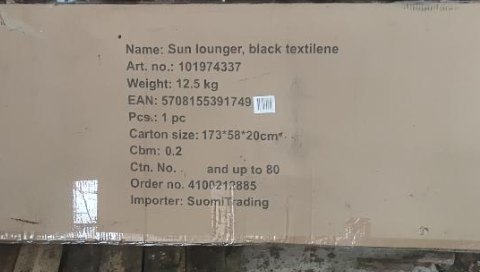 Name: Sun lounger, black textilene
Art. no.: 101974337
Weight: 12.5 kg
EAN: 5708155391749
Pcs.: 1 pc
Carton size: 173*58*20cm*
Cbm: 0.2
Ctn. No. and up to 80
Order no. 4100212885
Importer: SuomiTrading